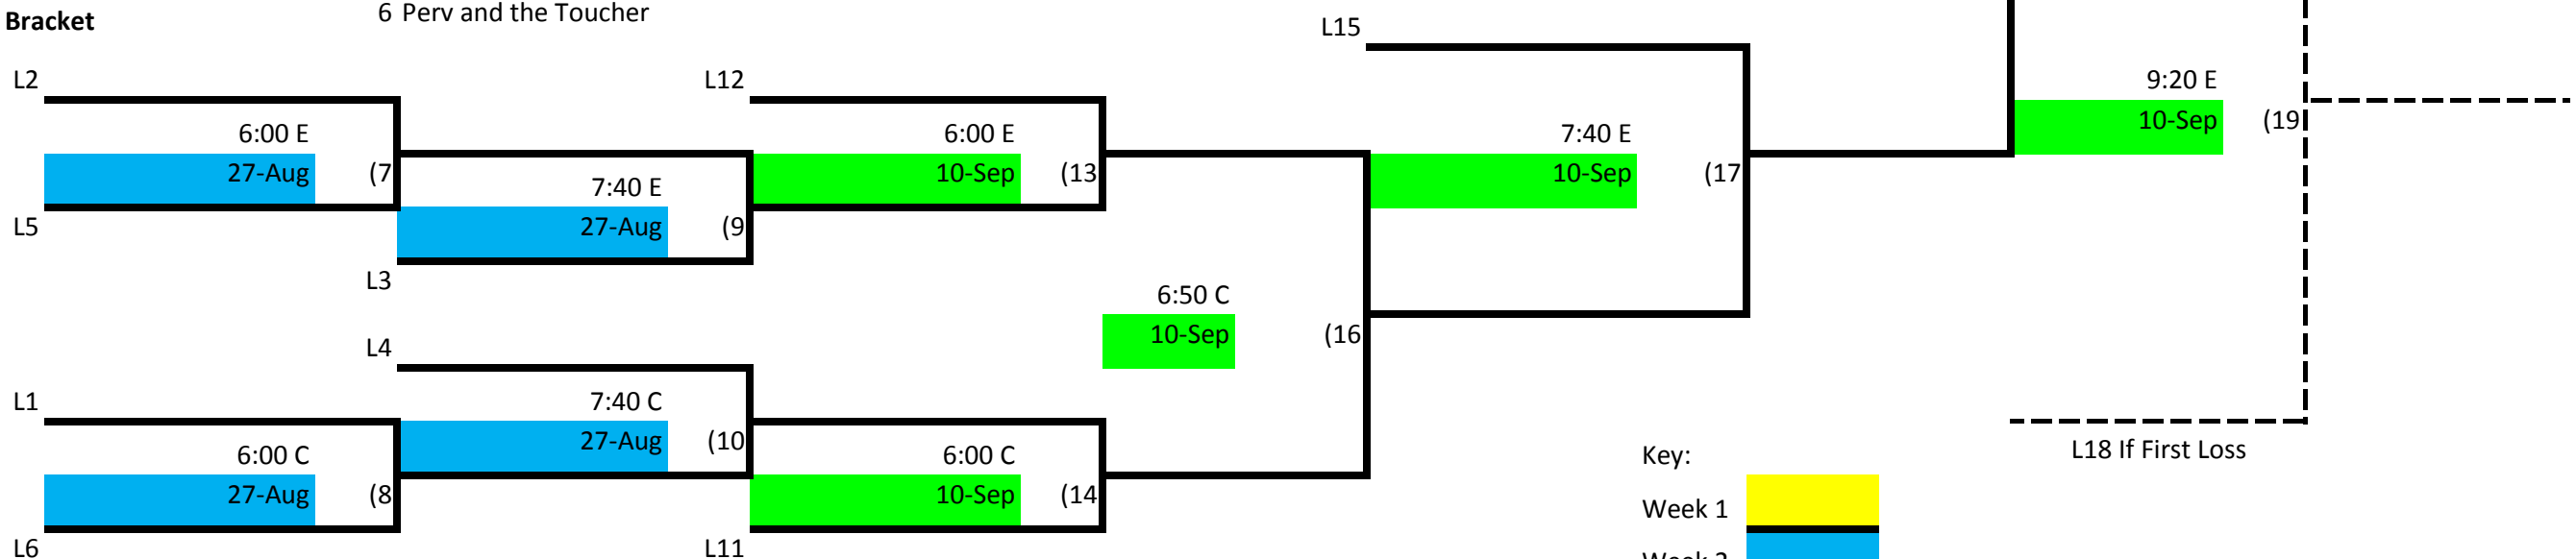 6 Perv and the Toucher
Bracket
L15
L2
L12
9:20 E
6:00 E
6:00 E
7:40 E
10-Sep (19
27-Aug (7
10-Sep (13
10-Sep (17
7:40 E
L5
27-Aug (9
L3
6:50 C
10-Sep (16
L4
L1
7:40 C
27-Aug (10
6:00 C
6:00 C
Key:
L18 If First Loss
27-Aug (8
10-Sep (14
Week 1
L6
L11